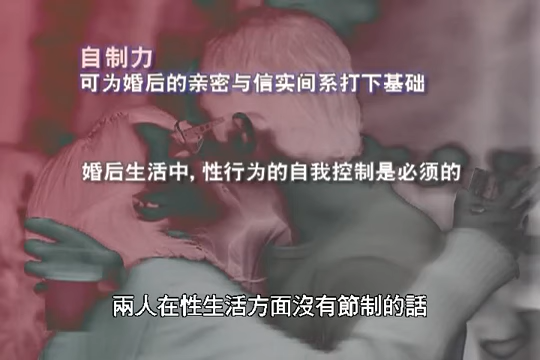 自制力
可为婚后的亲密与信实间系打下基础
婚后生活中,性行为的自我控制是必须的
兩人在性生活方面沒有節制的話